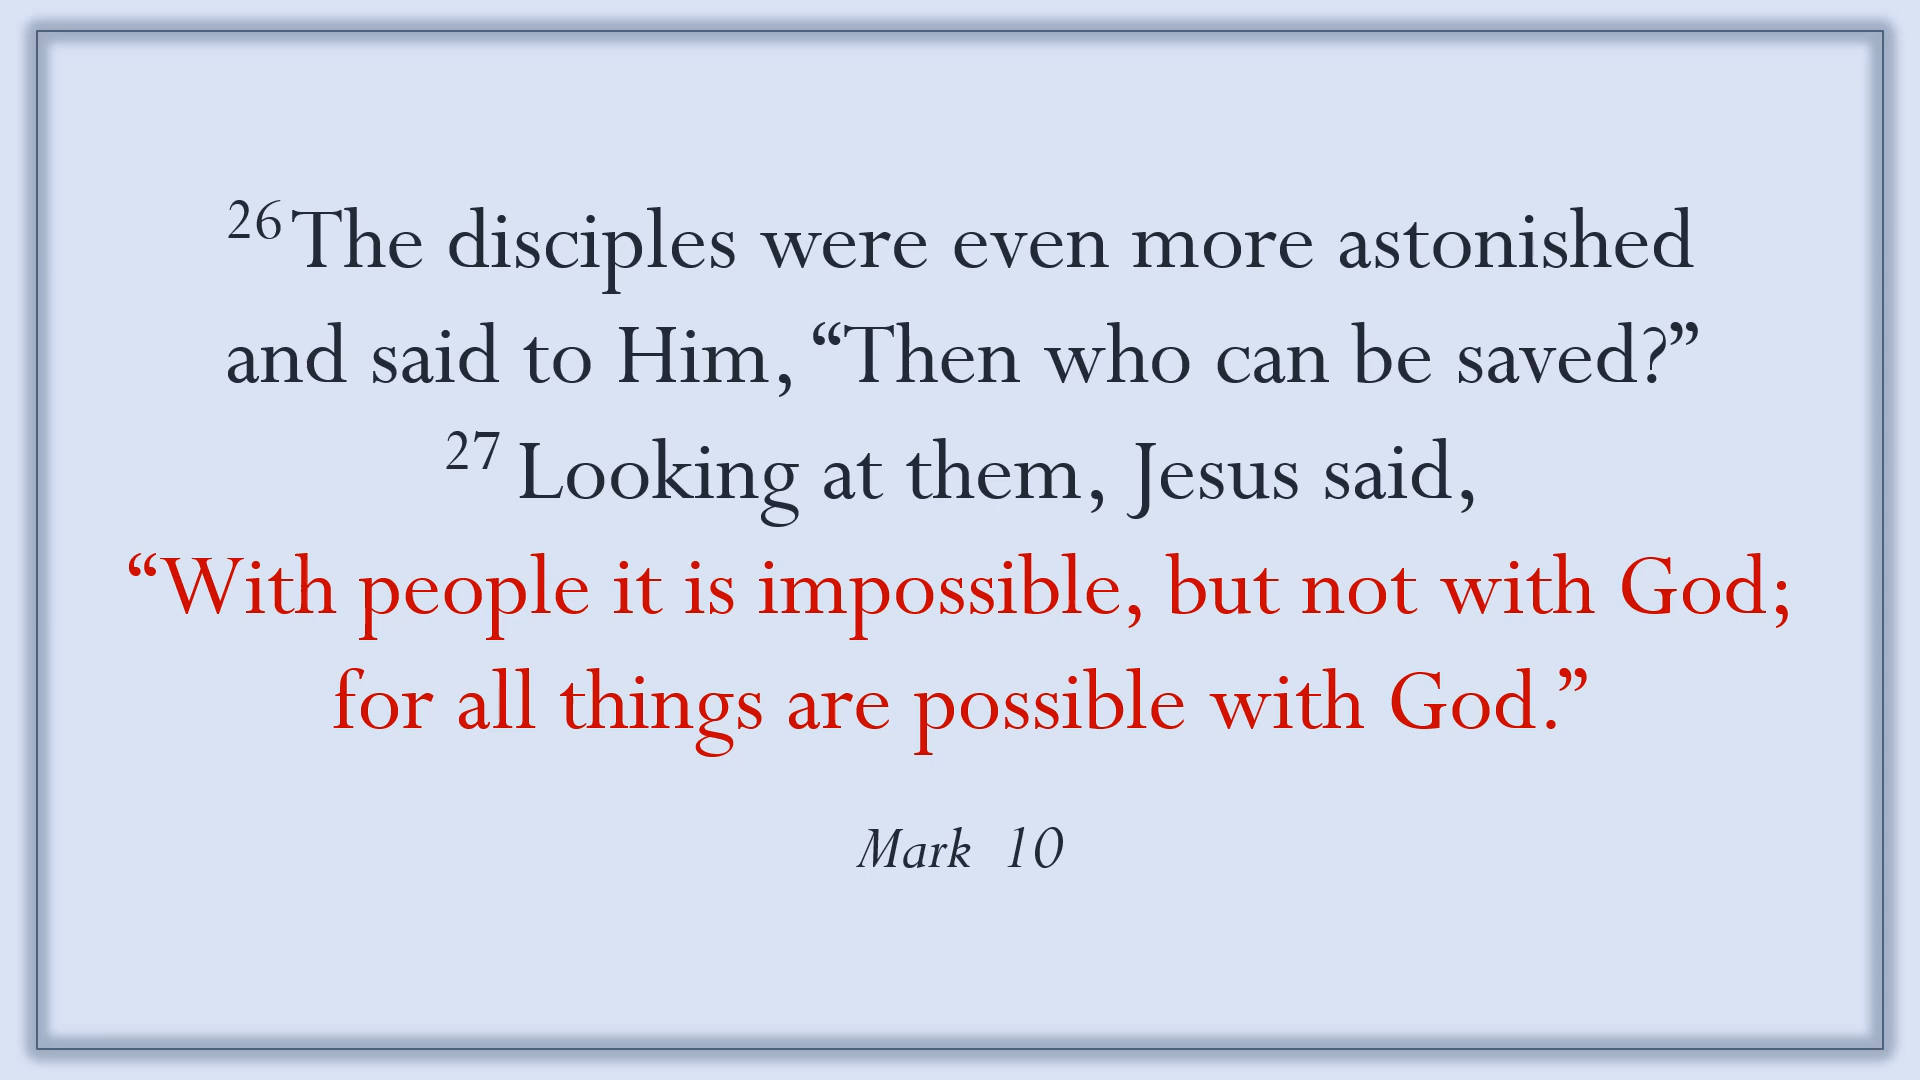 26 The disciples were even more astonished
and said to Him, “Then who can be saved?”
27 Looking at them, Jesus said,
“With people it is impossible, but not with God;
for all things are possible with God.”
Mark 10